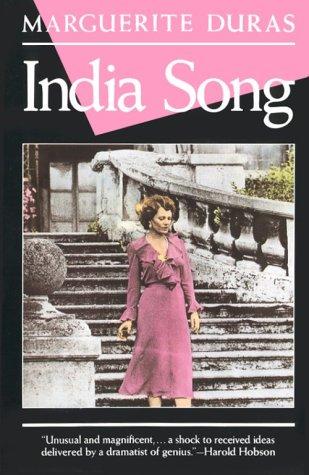 MARGUERITE DURAS
India Song
"Unusual and magnificent,... a shock to received ideas
delivered by a dramatist of genius."—Harold Hobson